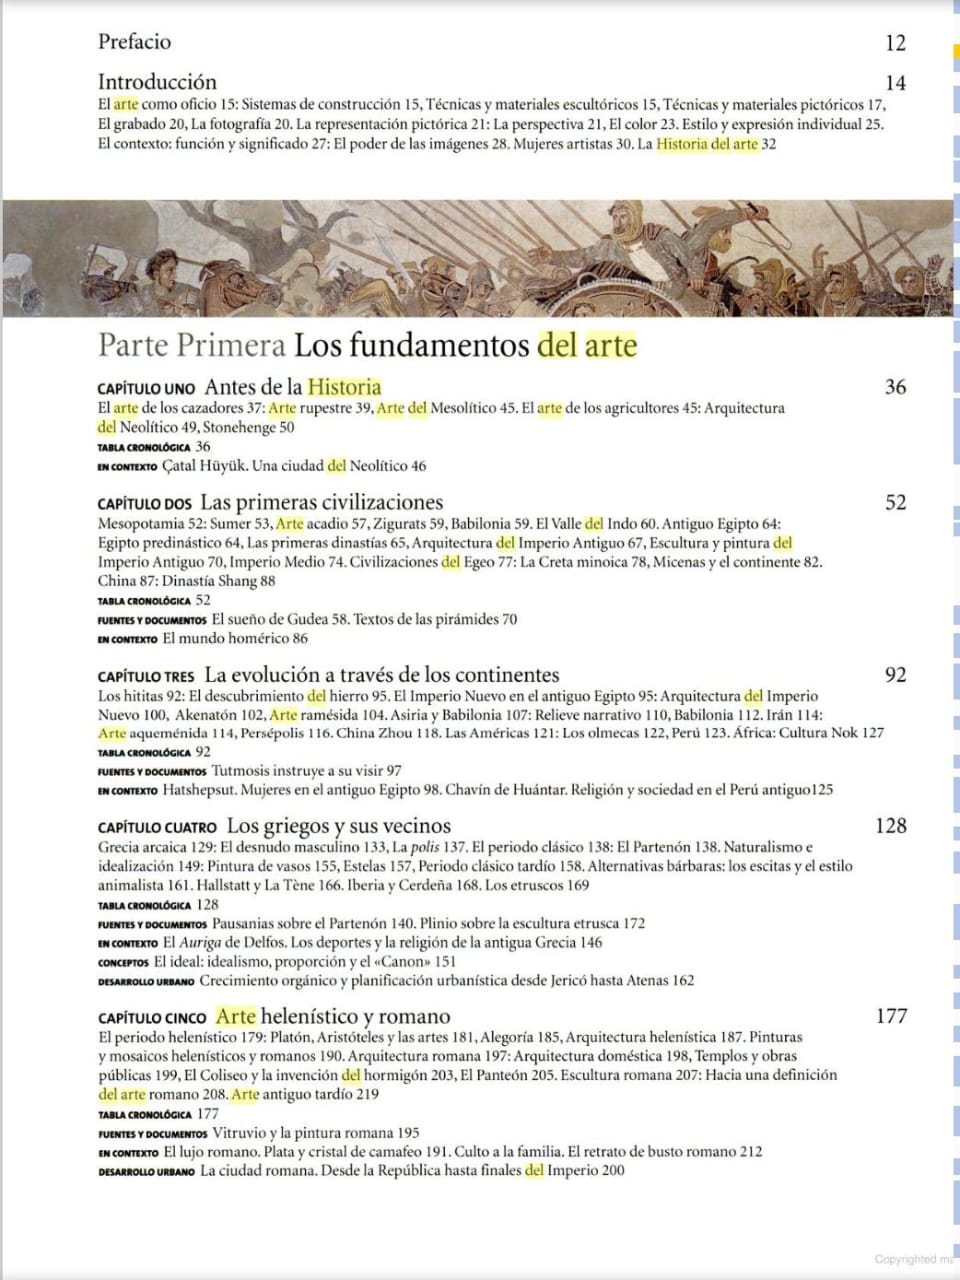 Prefacio 12
Introducción 14
El arte como oficio 15: Sistemas de construcción 15, Técnicas y materiales escultóricos 15, Técnicas y materiales pictóricos 17,
El grabado 20, La fotografía 20. La representación pictórica 21: La perspectiva 21, El color 23. Estilo y expresión individual 25.
El contexto: función y significado 27: El poder de las imágenes 28. Mujeres artistas 30. La Historia del arte 32
Parte Primera Los fundamentos del arte
CAPÍTULO UNO Antes de la Historia 36
El arte de los cazadores 37: Arte rupestre 39, Arte del Mesolítico 45. El arte de los agricultores 45: Arquitectura
del Neolítico 49, Stonehenge 50
TABLA CRONOLÓGICA 36
EN CONTEXTO Çatal Hüyük. Una ciudad del Neolítico 46
CAPÍTULO DOS Las primeras civilizaciones 52
Mesopotamia 52: Sumer 53, Arte acadio 57, Zigurats 59, Babilonia 59. El Valle del Indo 60. Antiguo Egipto 64:
Egipto predinástico 64, Las primeras dinastías 65, Arquitectura del Imperio Antiguo 67, Escultura y pintura del
Imperio Antiguo 70, Imperio Medio 74. Civilizaciones del Egeo 77: La Creta minoica 78, Micenas y el continente 82.
China 87: Dinastía Shang 88
TABLA CRONOLÓGICA 52
FUENTES Y DOCUMENTOS El sueño de Gudea 58. Textos de las pirámides 70
EN CONTEXTO El mundo homérico 86
CAPÍTULO TRES La evolución a través de los continentes 92
Los hititas 92: El descubrimiento del hierro 95. El Imperio Nuevo en el antiguo Egipto 95: Arquitectura del Imperio
Nuevo 100, Akenatón 102, Arte ramésida 104. Asiria y Babilonia 107: Relieve narrativo 110, Babilonia 112. Irán 114:
Arte aqueménida 114, Persépolis 116. China Zhou 118. Las Américas 121: Los olmecas 122, Perú 123. África: Cultura Nok 127
TABLA CRONOLÓGICA 92
FUENTES Y DOCUMENTOS Tutmosis instruye a su visir 97
EN CONTEXTO Hatshepsut. Mujeres en el antiguo Egipto 98. Chavín de Huántar. Religión y sociedad en el Perú antiguo125
CAPÍTULO CUATRO Los griegos y sus vecinos 128
Grecia arcaica 129: El desnudo masculino 133, La polis 137. El periodo clásico 138: El Partenón 138. Naturalismo e
idealización 149: Pintura de vasos 155, Estelas 157, Periodo clásico tardío 158. Alternativas bárbaras: los escitas y el estilo
animalista 161. Hallstatt y La Tène 166. Iberia y Cerdeña 168. Los etruscos 169
TABLA CRONOLÓGICA 128
FUENTES Y DOCUMENTOS Pausanias sobre el Partenón 140. Plinio sobre la escultura etrusca 172
EN CONTEXTO El Auriga de Delfos. Los deportes y la religión de la antigua Grecia 146
CONCEPTOS El ideal: idealismo, proporción y el «Canon» 151
DESARROLLO URBANO Crecimiento orgánico y planificación urbanística desde Jericó hasta Atenas 162
CAPÍTULO CINCO Arte helenístico y romano 177
El periodo helenístico 179: Platón, Aristóteles y las artes 181, Alegoría 185, Arquitectura helenística 187. Pinturas
y mosaicos helenísticos y romanos 190. Arquitectura romana 197: Arquitectura doméstica 198, Templos y obras
públicas 199, El Coliseo y la invención del hormigón 203, El Panteón 205. Escultura romana 207: Hacia una definición
del arte romano 208. Arte antiguo tardío 219
TABLA CRONOLÓGICA 177
FUENTES Y DOCUMENTOS Vitruvio y la pintura romana 195
EN CONTEXTO El lujo romano. Plata y cristal de camafeo 191. Culto a la familia. El retrato de busto romano 212
DESARROLLO URBANO La ciudad romana. Desde la República hasta finales del Imperio 200
Copyrighted ma